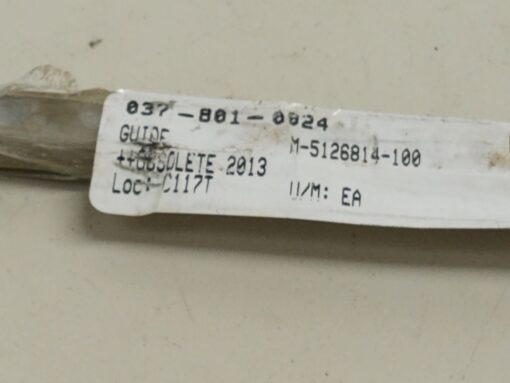 037-801-0024
GUIDE M-5126814-100
++OBSOLETE 2013
Loc: C117T U/M: EA